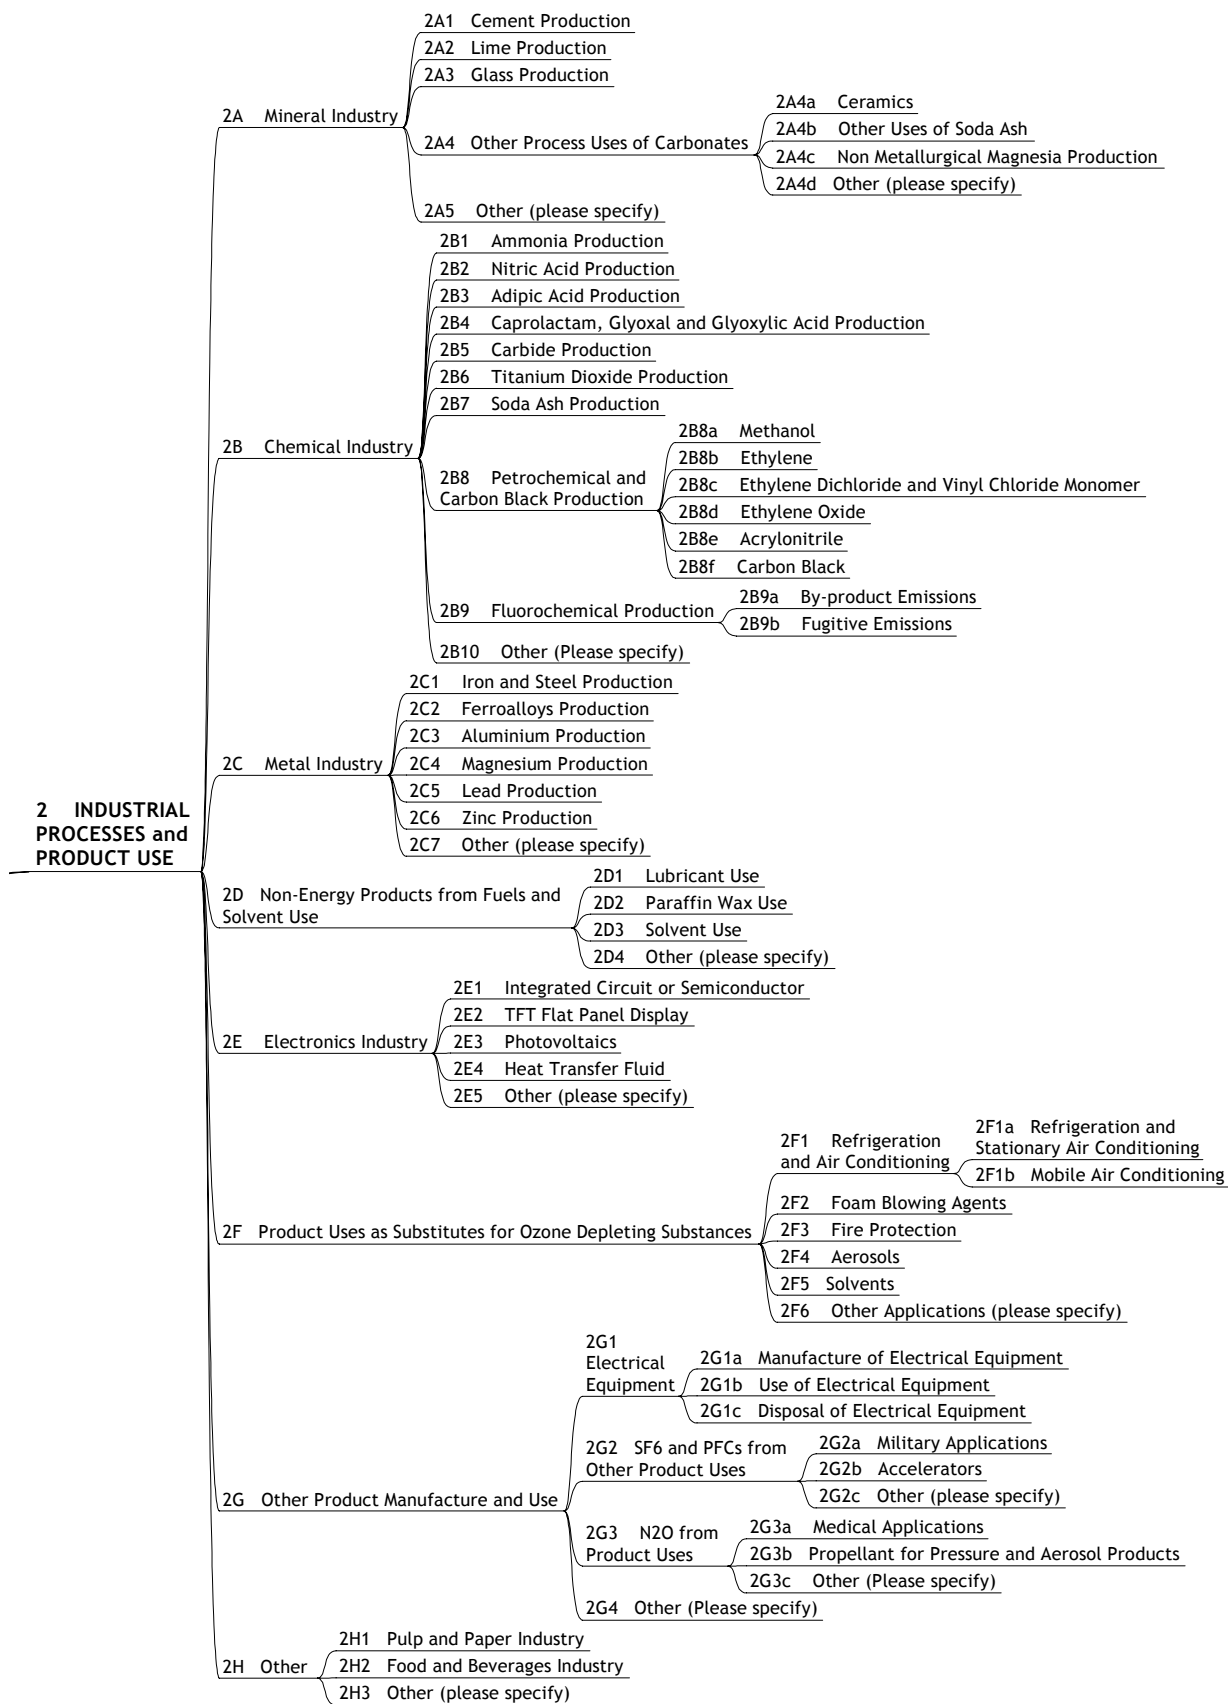 2A1 Cement Production
2A2 Lime Production
2A3 Glass Production
2A Mineral Industry
2A4 Other Process Uses of Carbonates
2A4a Ceramics
2A4b Other Uses of Soda Ash
2A4c Non Metallurgical Magnesia Production
2A4d Other (please specify)
2A5 Other (please specify)
2B1 Ammonia Production
2B2 Nitric Acid Production
2B3 Adipic Acid Production
2B4 Caprolactam, Glyoxal and Glyoxylic Acid Production
2B5 Carbide Production
2B6 Titanium Dioxide Production
2B7 Soda Ash Production
2B Chemical Industry
2B8 Petrochemical and
Carbon Black Production
2B8a Methanol
2B8b Ethylene
2B8c Ethylene Dichloride and Vinyl Chloride Monomer
2B8d Ethylene Oxide
2B8e Acrylonitrile
2B8f Carbon Black
2B9 Fluorochemical Production
2B9a By-product Emissions
2B9b Fugitive Emissions
2B10 Other (Please specify)
2C1 Iron and Steel Production
2C2 Ferroalloys Production
2C3 Aluminium Production
2C Metal Industry
2C4 Magnesium Production
2C5 Lead Production
2C6 Zinc Production
2C7 Other (please specify)
2 INDUSTRIAL
PROCESSES and
PRODUCT USE
2D Non-Energy Products from Fuels and
Solvent Use
2D1 Lubricant Use
2D2 Paraffin Wax Use
2D3 Solvent Use
2D4 Other (please specify)
2E1 Integrated Circuit or Semiconductor
2E2 TFT Flat Panel Display
2E Electronics Industry
2E3 Photovoltaics
2E4 Heat Transfer Fluid
2E5 Other (please specify)
2F1 Refrigeration
and Air Conditioning
2F1a Refrigeration and
Stationary Air Conditioning
2F1b Mobile Air Conditioning
2F2 Foam Blowing Agents
2F Product Uses as Substitutes for Ozone Depleting Substances
2F3 Fire Protection
2F4 Aerosols
2F5 Solvents
2F6 Other Applications (please specify)
2G1
Electrical
Equipment
2G1a Manufacture of Electrical Equipment
2G1b Use of Electrical Equipment
2G1c Disposal of Electrical Equipment
2G2 SF6 and PFCs from
Other Product Uses
2G2a Military Applications
2G2b Accelerators
2G2c Other (please specify)
2G Other Product Manufacture and Use
2G3 N2O from
Product Uses
2G3a Medical Applications
2G3b Propellant for Pressure and Aerosol Products
2G3c Other (Please specify)
2G4 Other (Please specify)
2H Other
2H1 Pulp and Paper Industry
2H2 Food and Beverages Industry
2H3 Other (please specify)